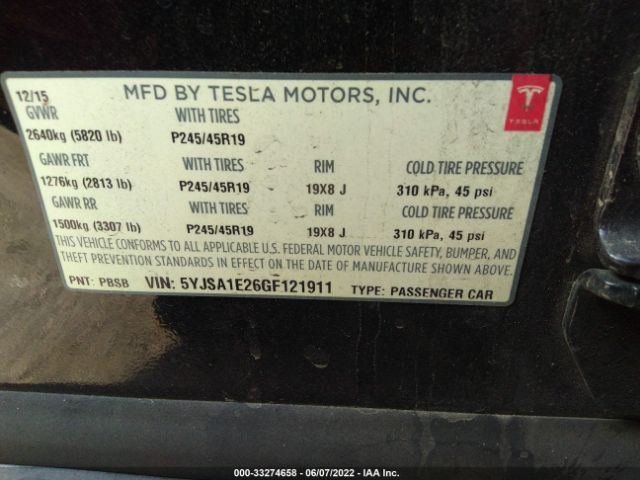 12/15 MFD BY TESLA MOTORS, INC.
TESLA
GVWR WITH TIRES
2640kg (5820 lb) P245/45R19
GAWR FRT WITH TIRES RIM COLD TIRE PRESSURE
1276kg (2813 lb) P245/45R19 19X8 J 310 kPa, 45 psi
GAWR RR WITH TIRES RIM COLD TIRE PRESSURE
1500kg (3307 lb) P245/45R19 19X8 J 310 kPa, 45 psi
THIS VEHICLE CONFORMS TO ALL APPLICABLE U.S. FEDERAL MOTOR VEHICLE SAFETY, BUMPER, AND
THEFT PREVENTION STANDARDS IN EFFECT ON THE DATE OF MANUFACTURE SHOWN ABOVE.
PNT: PBSB VIN: 5YJSA1E26GF121911 TYPE: PASSENGER CAR
© COPART 33274658 - 06/07/2022 - IAA Inc.